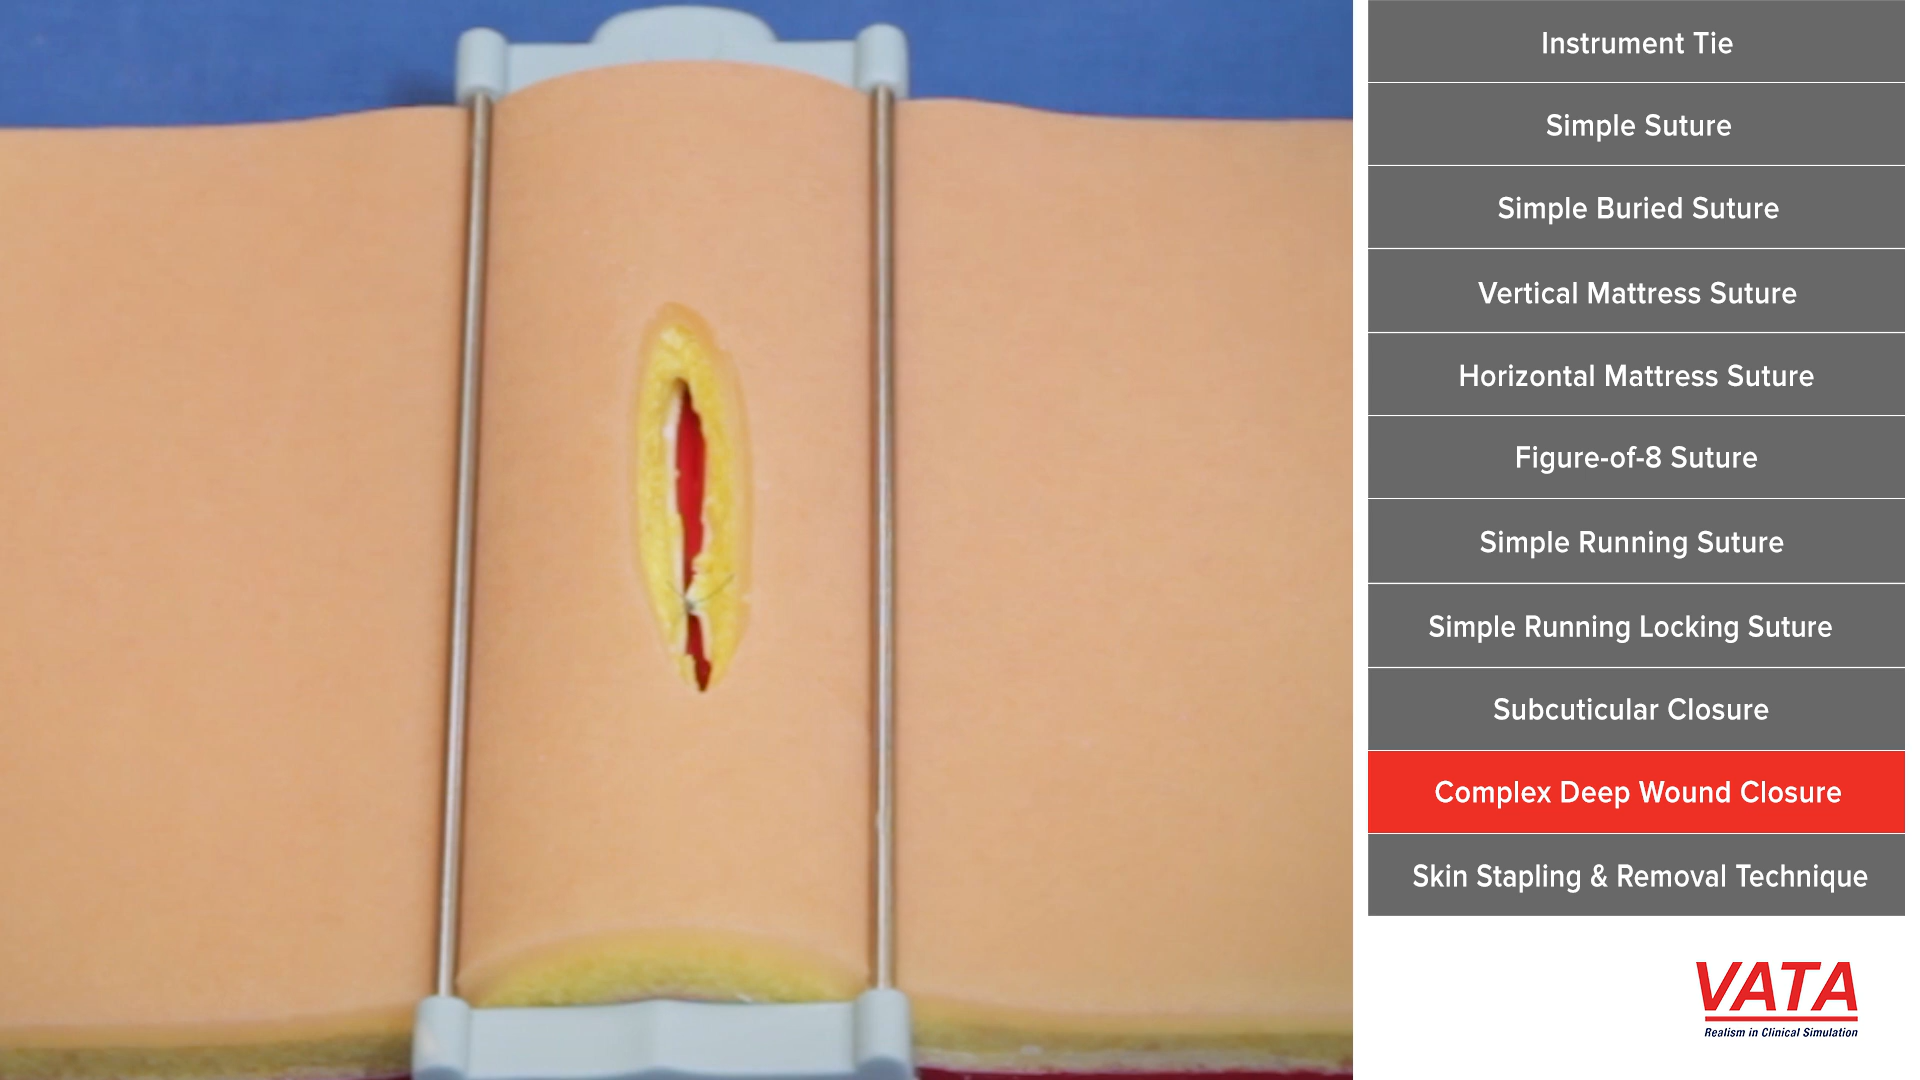 Instrument Tie
Simple Suture
Simple Buried Suture
Vertical Mattress Suture
Horizontal Mattress Suture
Figure-of-8 Suture
Simple Running Suture
Simple Running Locking Suture
Subcuticular Closure
Complex Deep Wound Closure
Skin Stapling & Removal Technique
VATA
Realism in Clinical Simulation